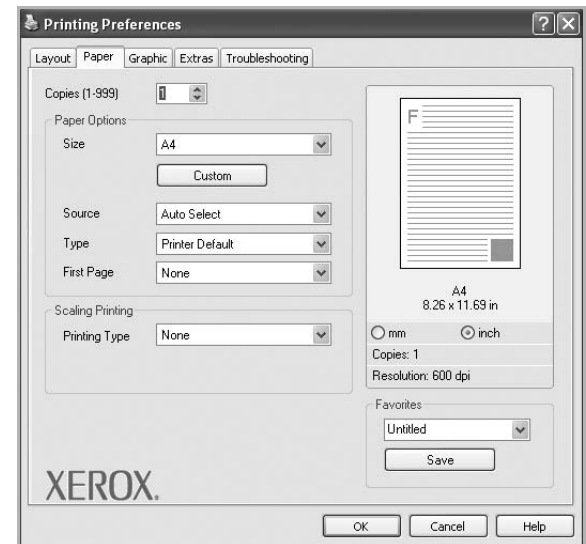 Printing Preferences
Layout Paper Graphic Extras Troubleshooting
Copies (1-999) 1
Paper Options
Size A4
Custom
Source Auto Select
Type Printer Default
First Page None
Scaling Printing
Printing Type None
F
A4
8.26 x 11.69 in
mm inch
Copies: 1
Resolution: 600 dpi
Favorites
Untitled
Save
XEROX.
OK Cancel Help